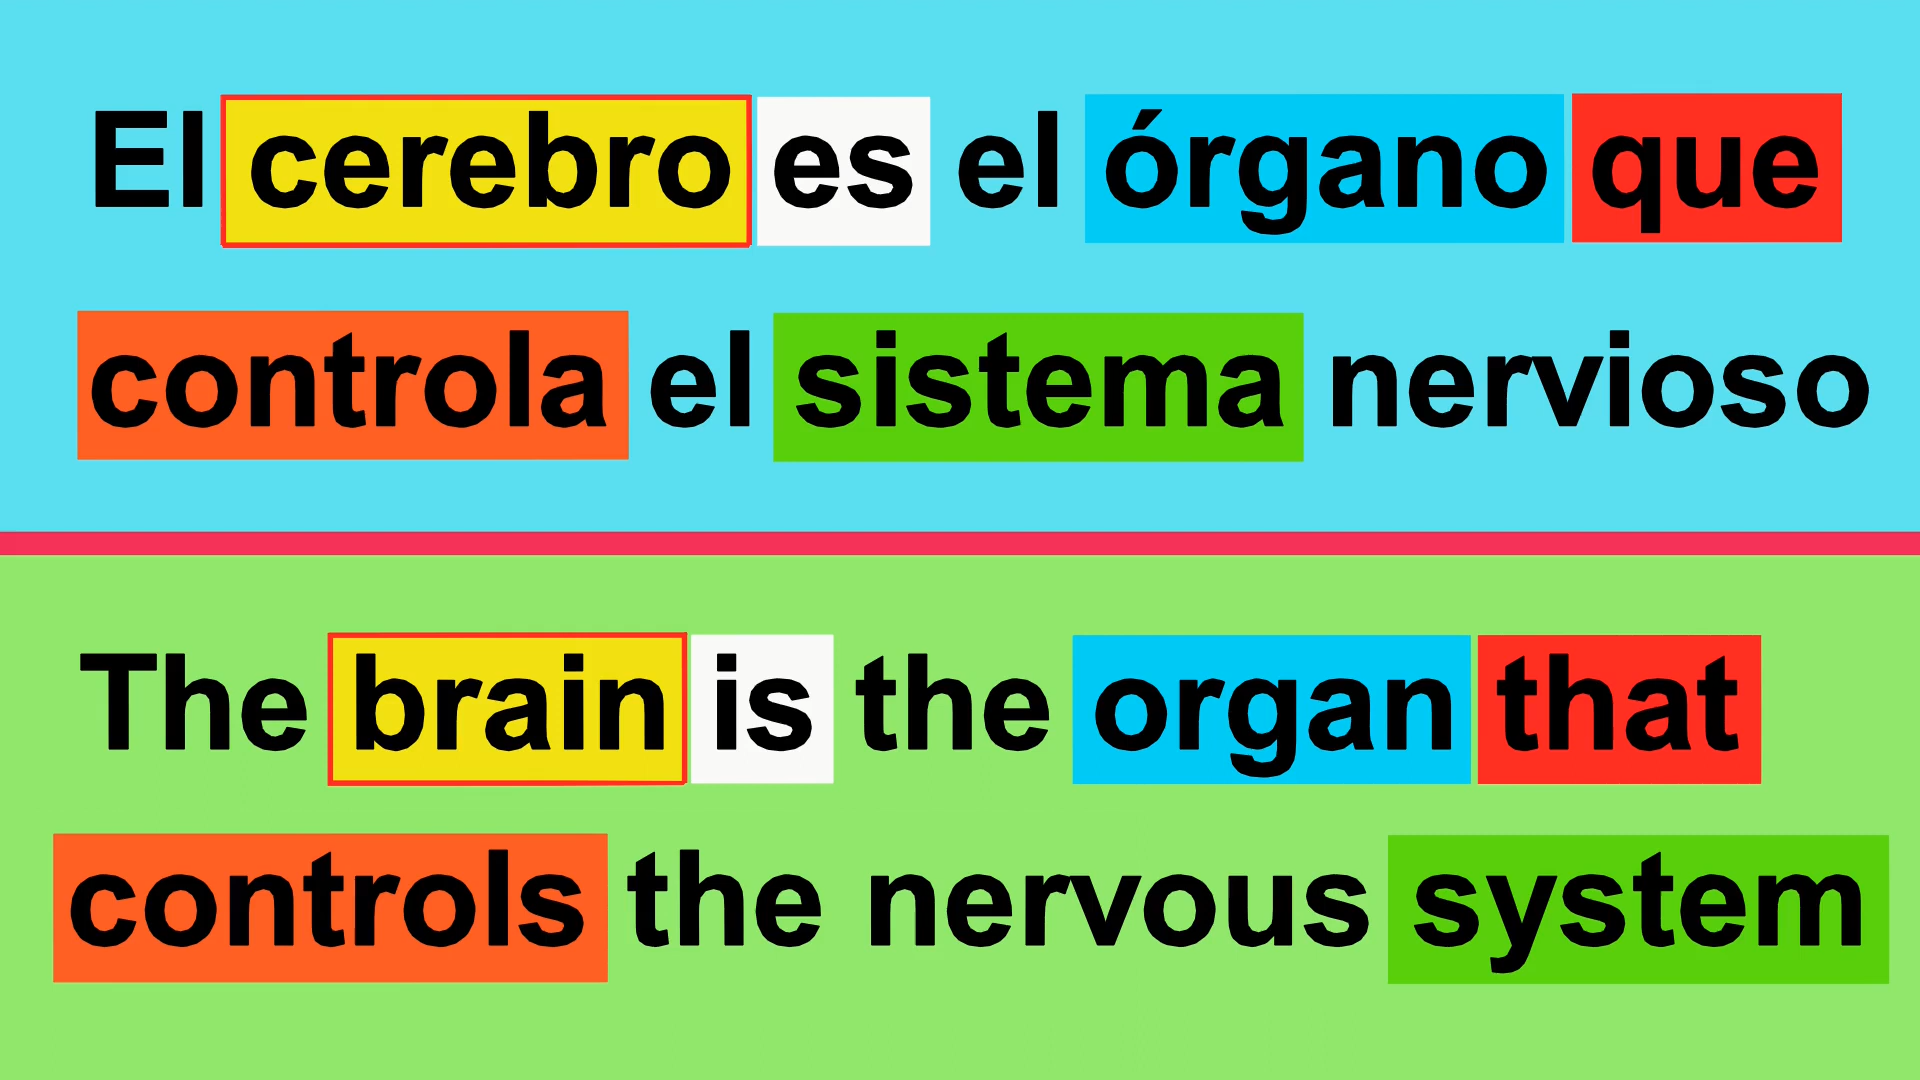 El cerebro es el órgano que
controla el sistema nervioso
The brain is the organ that
controls the nervous system